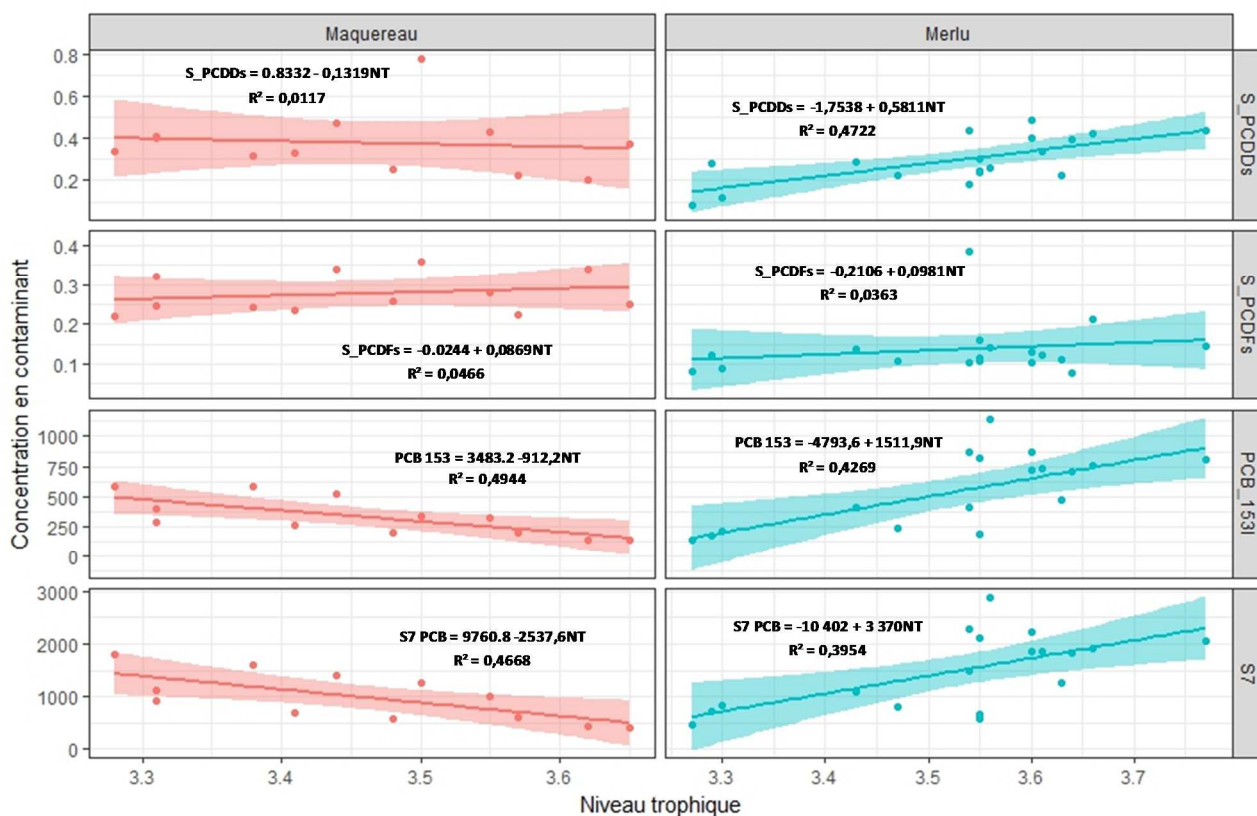 Maquereau
Merlu
S_PCDDs = 0.8332 - 0,1319NT
R² = 0,0117
S_PCDDs = -1,7538 + 0,5811NT
R² = 0,4722
0.8
0.6
0.4
0.2
S_PCDDs
S_PCDFs = -0.0244 + 0,0869NT
R² = 0,0466
S_PCDFs = -0,2106 + 0,0981NT
R² = 0,0363
0.4
0.3
0.2
0.1
S_PCDFs
PCB 153 = 3483.2 -912,2NT
R² = 0,4944
PCB 153 = -4793,6 + 1511,9NT
R² = 0,4269
1000
750
500
250
0
PCB_153l
S7 PCB = 9760.8 -2537,6NT
R² = 0,4668
S7 PCB = -10 402 + 3 370NT
R² = 0,3954
3000
2000
1000
0
S7
3.3 3.4 3.5 3.6
3.3 3.4 3.5 3.6 3.7
Niveau trophique
Concentration en contaminant